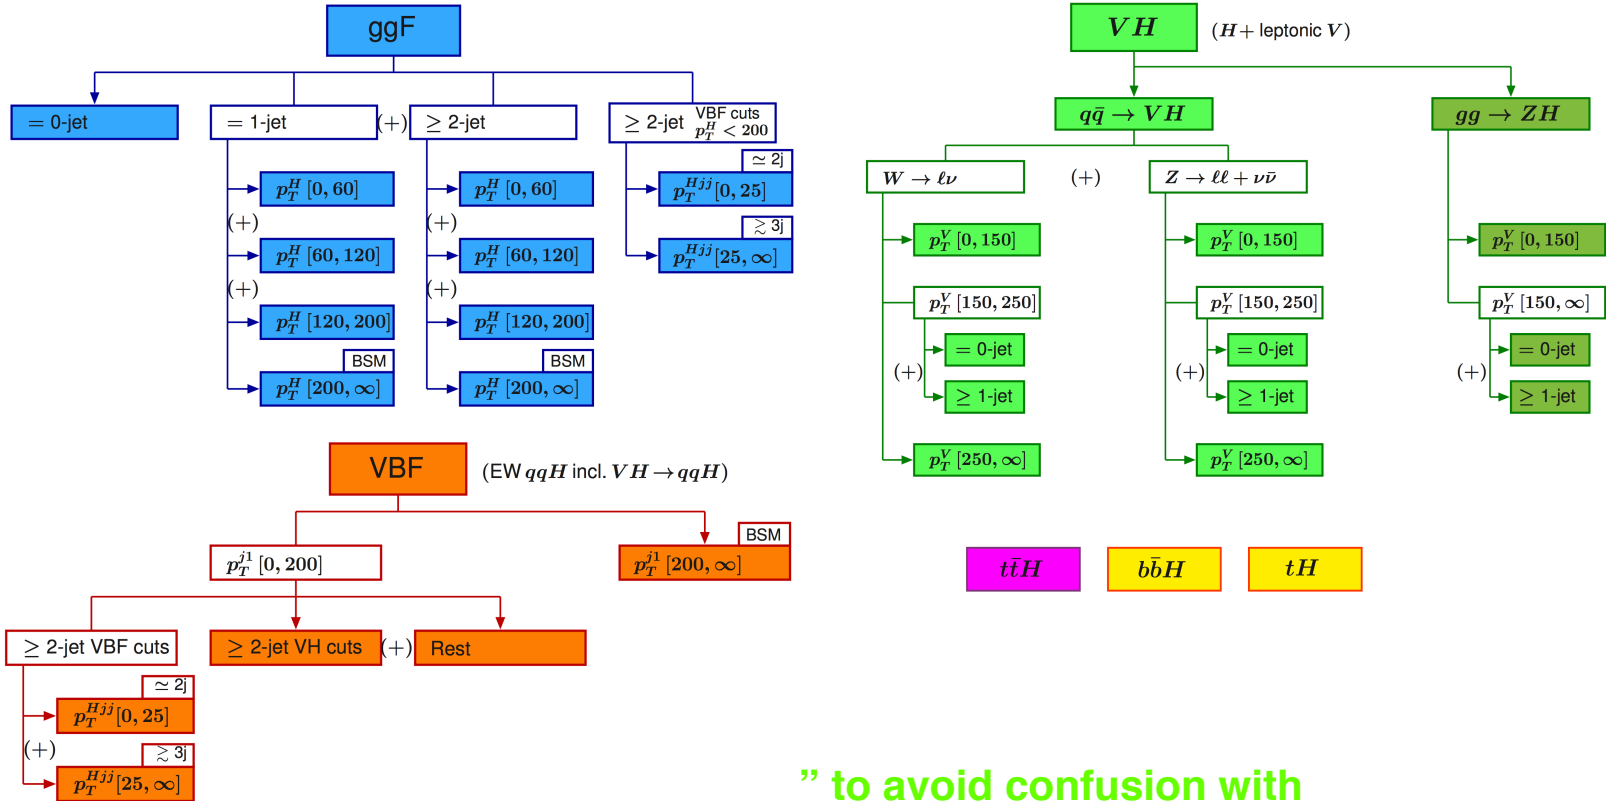 ggF
= 0-jet
= 1-jet
(+)
≥ 2-jet
≥ 2-jet VBF cuts p_T^H < 200
p_T^H [0, 60]
(+)
p_T^H [60, 120]
(+)
p_T^H [120, 200]
BSM
p_T^H [200, ∞]
p_T^H [0, 60]
(+)
p_T^H [60, 120]
(+)
p_T^H [120, 200]
BSM
p_T^H [200, ∞]
≃ 2j
p_T^{Hjj} [0, 25]
≳ 3j
p_T^{Hjj} [25, ∞]
VH (H + leptonic V)
qq̄ → VH
gg → ZH
W → ℓν
(+)
Z → ℓℓ + νν̄
p_T^V [0, 150]
p_T^V [150, 250]
= 0-jet
(+)
≥ 1-jet
p_T^V [250, ∞]
p_T^V [0, 150]
p_T^V [150, 250]
= 0-jet
(+)
≥ 1-jet
p_T^V [250, ∞]
p_T^V [0, 150]
p_T^V [150, ∞]
= 0-jet
(+)
≥ 1-jet
VBF (EW qqH incl. VH → qqH)
p_T^{j1} [0, 200]
BSM
p_T^{j1} [200, ∞]
≥ 2-jet VBF cuts
≥ 2-jet VH cuts
(+)
Rest
≃ 2j
p_T^{Hjj} [0, 25]
(+)
≳ 3j
p_T^{Hjj} [25, ∞]
tt̄H
bb̄H
tH
” to avoid confusion with